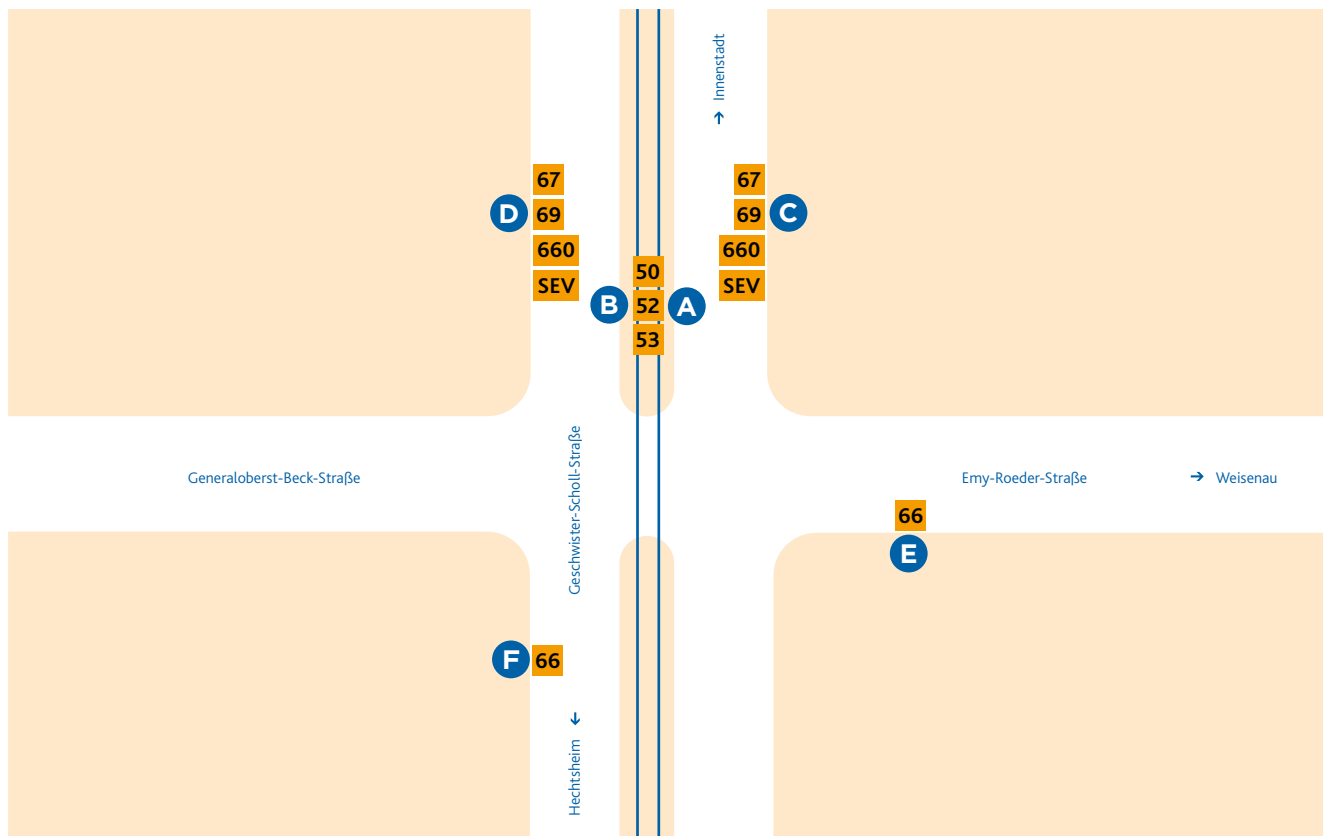 → Innenstadt
67
69
660
SEV
D
67
69
660
SEV
C
50
52
53
B
A
Geschwister-Scholl-Straße
Generaloberst-Beck-Straße
Emy-Roeder-Straße
→ Weisenau
66
E
F
66
Hechtsheim ←